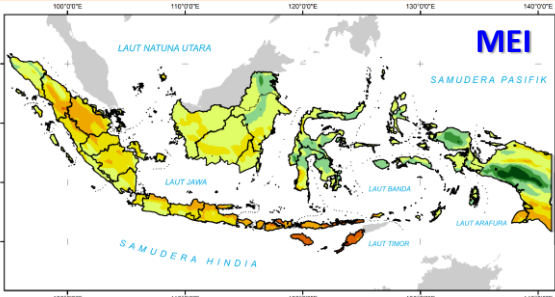 100°0'0"E 110°0'0"E 120°0'0"E 130°0'0"E 140°0'0"E
MEI
LAUT NATUNA UTARA
SAMUDERA PASIFIK
LAUT JAWA
LAUT BANDA
LAUT ARAFURA
LAUT TIMOR
SAMUDERA HINDIA